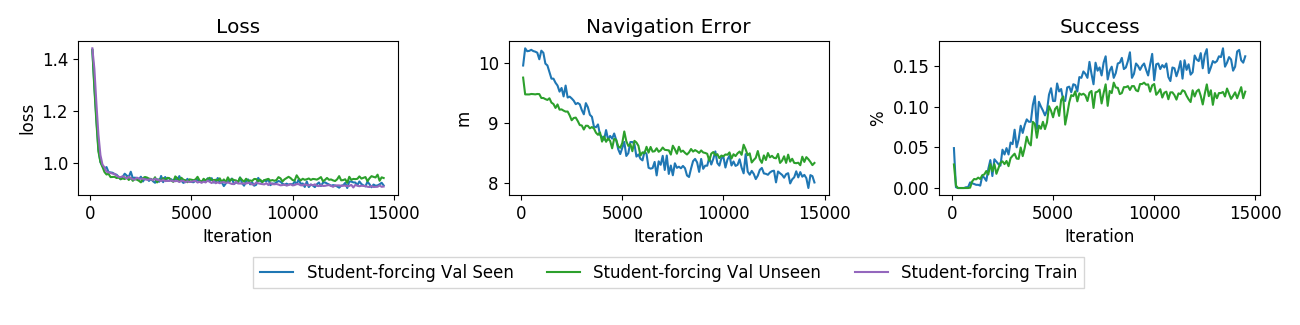 Loss
Navigation Error
Success
1.4
1.2
1.0
loss
0
5000
10000
15000
Iteration
10
9
8
m
0
5000
10000
15000
Iteration
0.15
0.10
0.05
0.00
%
0
5000
10000
15000
Iteration
Student-forcing Val Seen
Student-forcing Val Unseen
Student-forcing Train